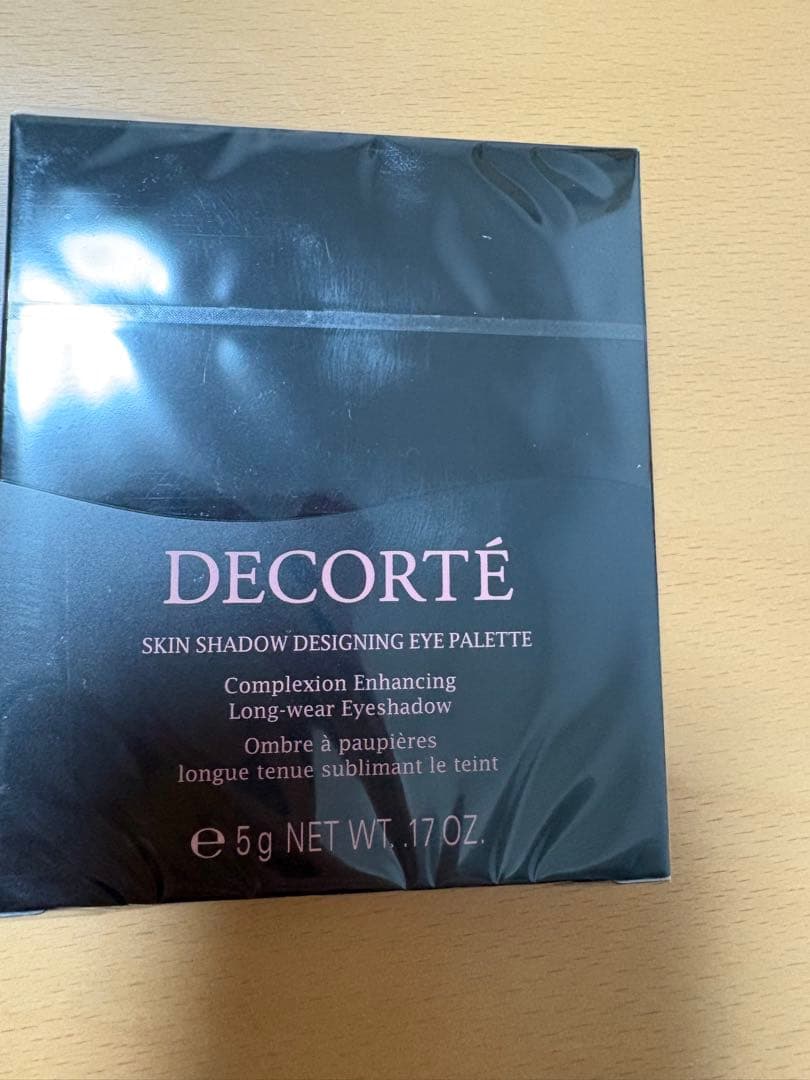 DECORTÉ
SKIN SHADOW DESIGNING EYE PALETTE
Complexion Enhancing
Long-wear Eyeshadow
Ombre à paupières
longue tenue sublimant le teint
℮ 5g NET WT. .17 OZ.